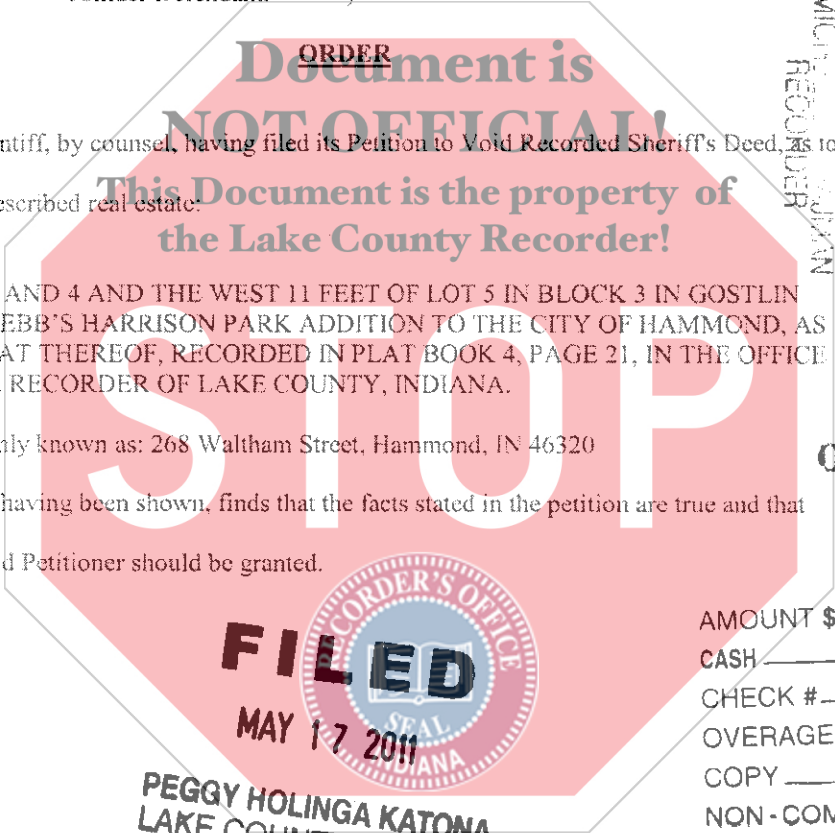 ORDER
Document is
NOT OFFICIAL!
ntiff, by counsel, having filed its Petition to Void Recorded Sheriff's Deed, as to
This Document is the property of
escribed real estate:
the Lake County Recorder!
AND 4 AND THE WEST 11 FEET OF LOT 5 IN BLOCK 3 IN GOSTLIN
EBB'S HARRISON PARK ADDITION TO THE CITY OF HAMMOND, AS
AT THEREOF, RECORDED IN PLAT BOOK 4, PAGE 21, IN THE OFFICE
RECORDER OF LAKE COUNTY, INDIANA.
STOP
nly known as: 268 Waltham Street, Hammond, IN 46320
having been shown, finds that the facts stated in the petition are true and that
d Petitioner should be granted.
RECORDER'S OFFICE
SEAL
INDIANA
FILED
MAY 17 2011
PEGGY HOLINGA KATONA
LAKE COUNT
RECORDER
AMOUNT $
CASH
CHECK #
OVERAGE
COPY
NON-COM